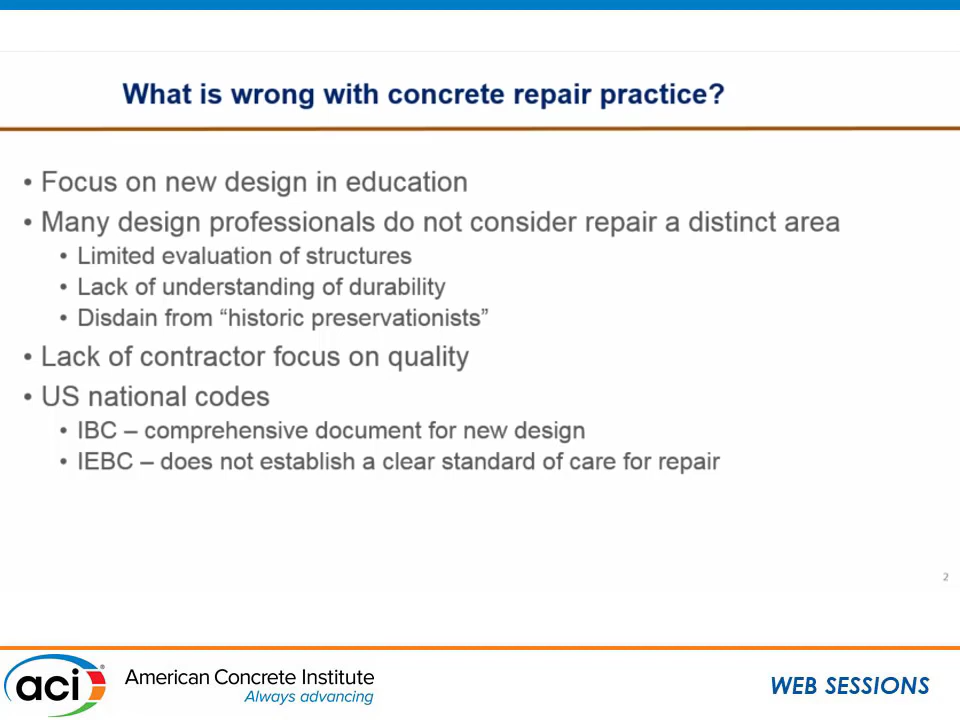 What is wrong with concrete repair practice?
• Focus on new design in education
• Many design professionals do not consider repair a distinct area
• Limited evaluation of structures
• Lack of understanding of durability
• Disdain from “historic preservationists”
• Lack of contractor focus on quality
• US national codes
• IBC – comprehensive document for new design
• IEBC – does not establish a clear standard of care for repair
2
aci®
American Concrete Institute
Always advancing
WEB SESSIONS